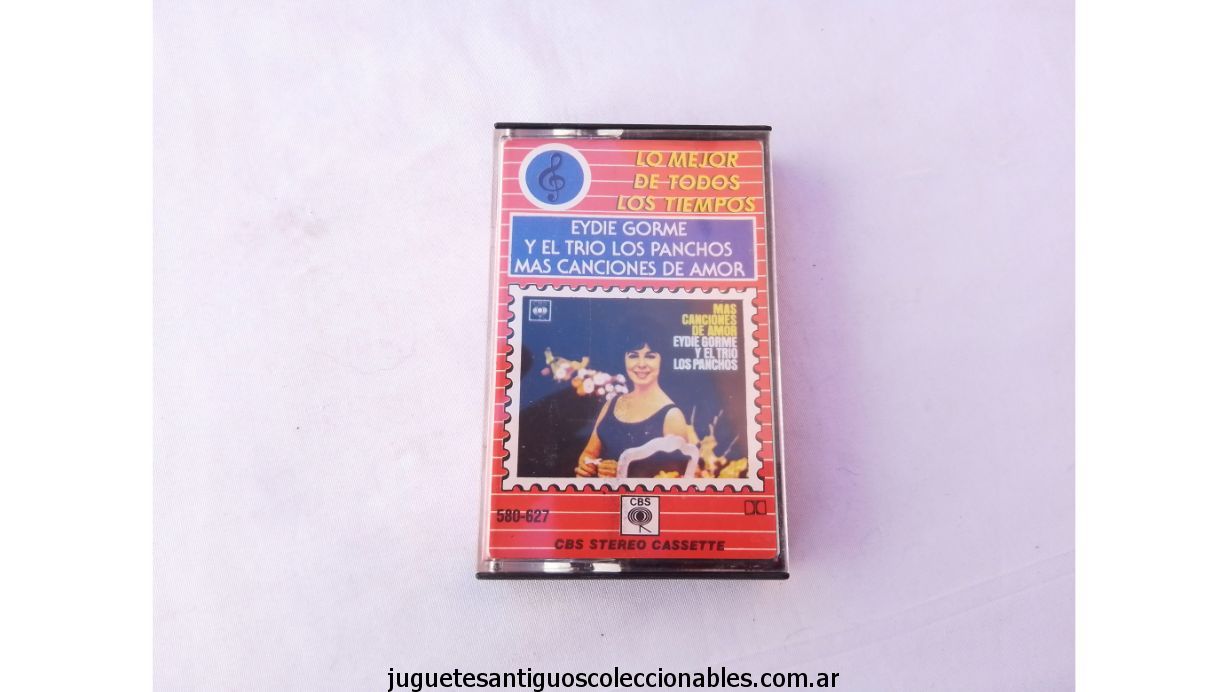 LO MEJOR
DE TODOS
LOS TIEMPOS
EYDIE GORME
Y EL TRIO LOS PANCHOS
MAS CANCIONES DE AMOR
MAS
CANCIONES
DE AMOR
EYDIE GORME
Y EL TRIO
LOS PANCHOS
580-627
CBS
CBS STEREO CASSETTE
juguetesantiguoscoleccionables.com.ar